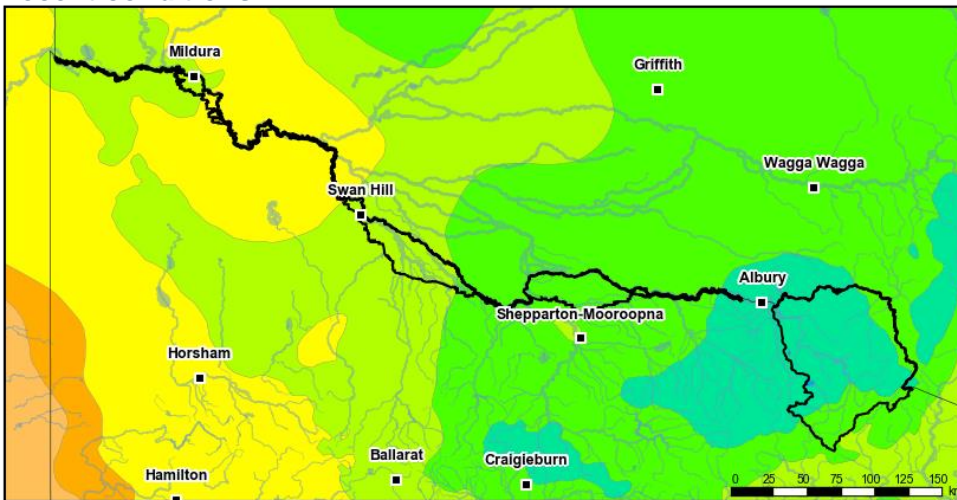 Mildura
Griffith
Wagga Wagga
Swan Hill
Albury
Shepparton-Mooroopna
Horsham
Ballarat
Craigieburn
Hamilton
0 25 50 75 100 125 150